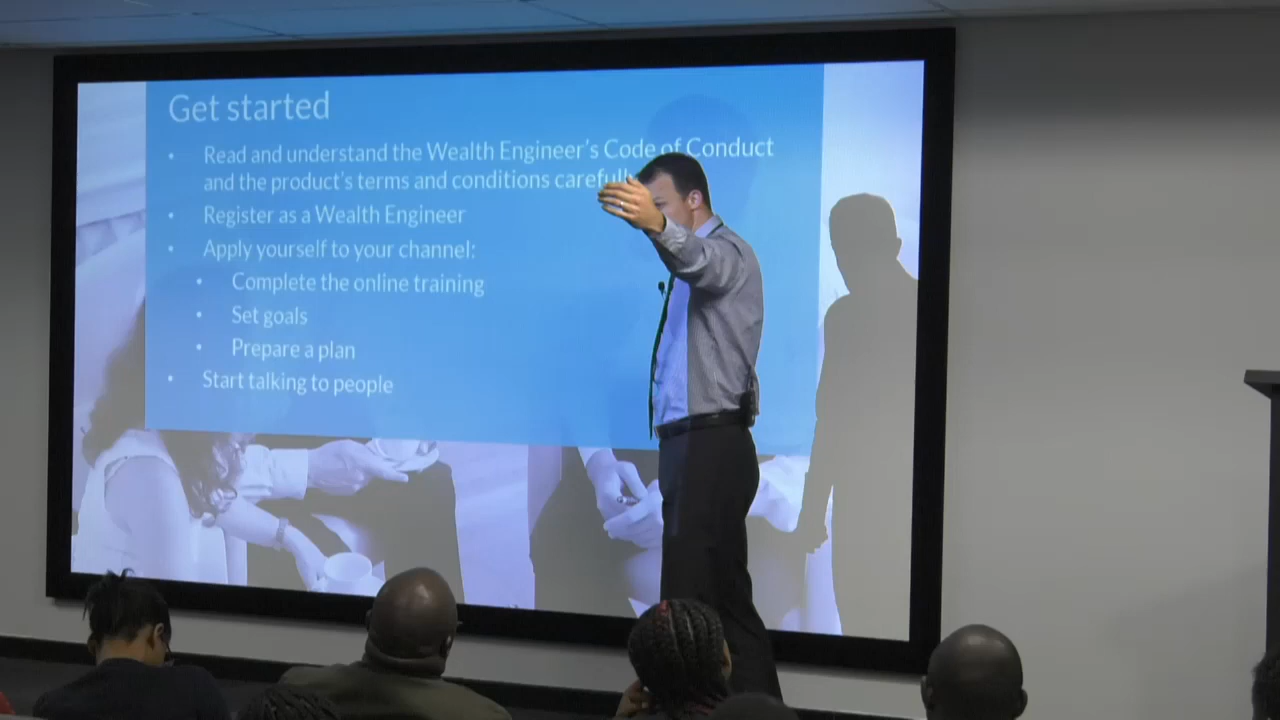 Get started
• Read and understand the Wealth Engineer's Code of Conduct
and the product's terms and conditions carefully
• Register as a Wealth Engineer
• Apply yourself to your channel:
• Complete the online training
• Set goals
• Prepare a plan
• Start talking to people